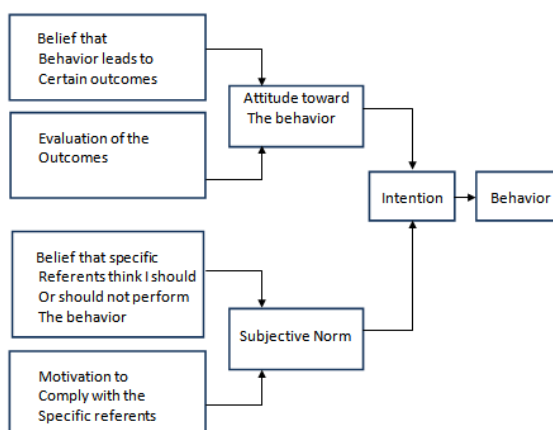 Belief that
Behavior leads to
Certain outcomes
Evaluation of the
Outcomes
Attitude toward
The behavior
Intention
Behavior
Belief that specific
Referents think I should
Or should not perform
The behavior
Subjective Norm
Motivation to
Comply with the
Specific referents